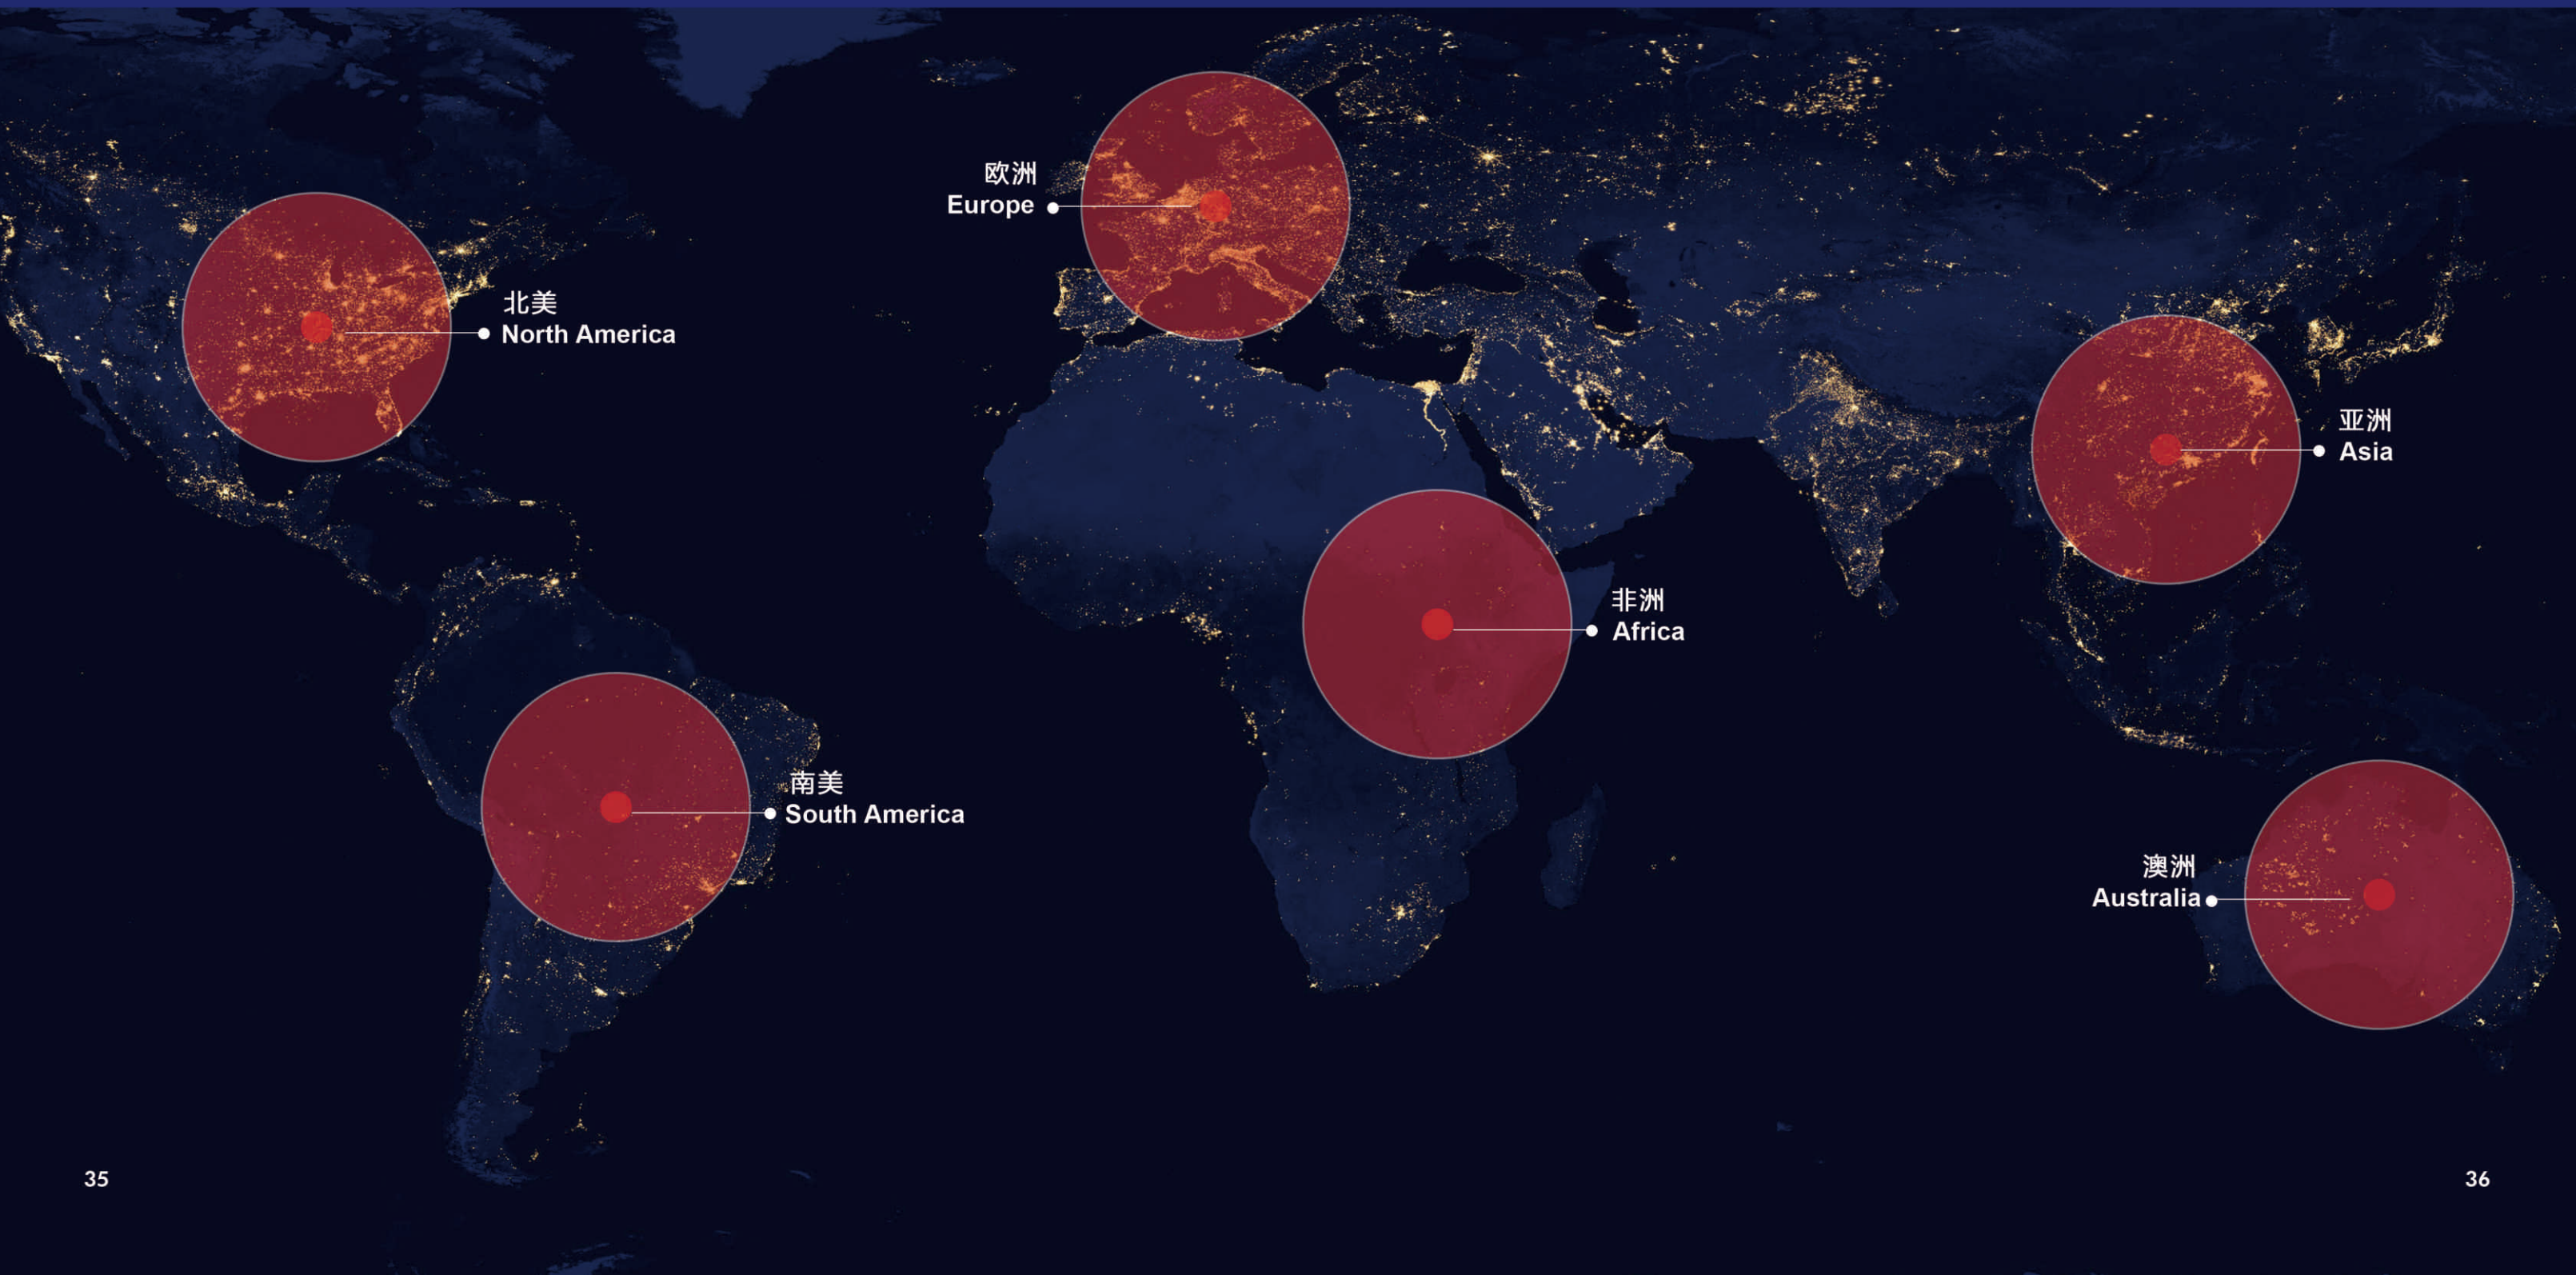 欧洲
Europe
北美
North America
亚洲
Asia
非洲
Africa
南美
South America
澳洲
Australia
35
36